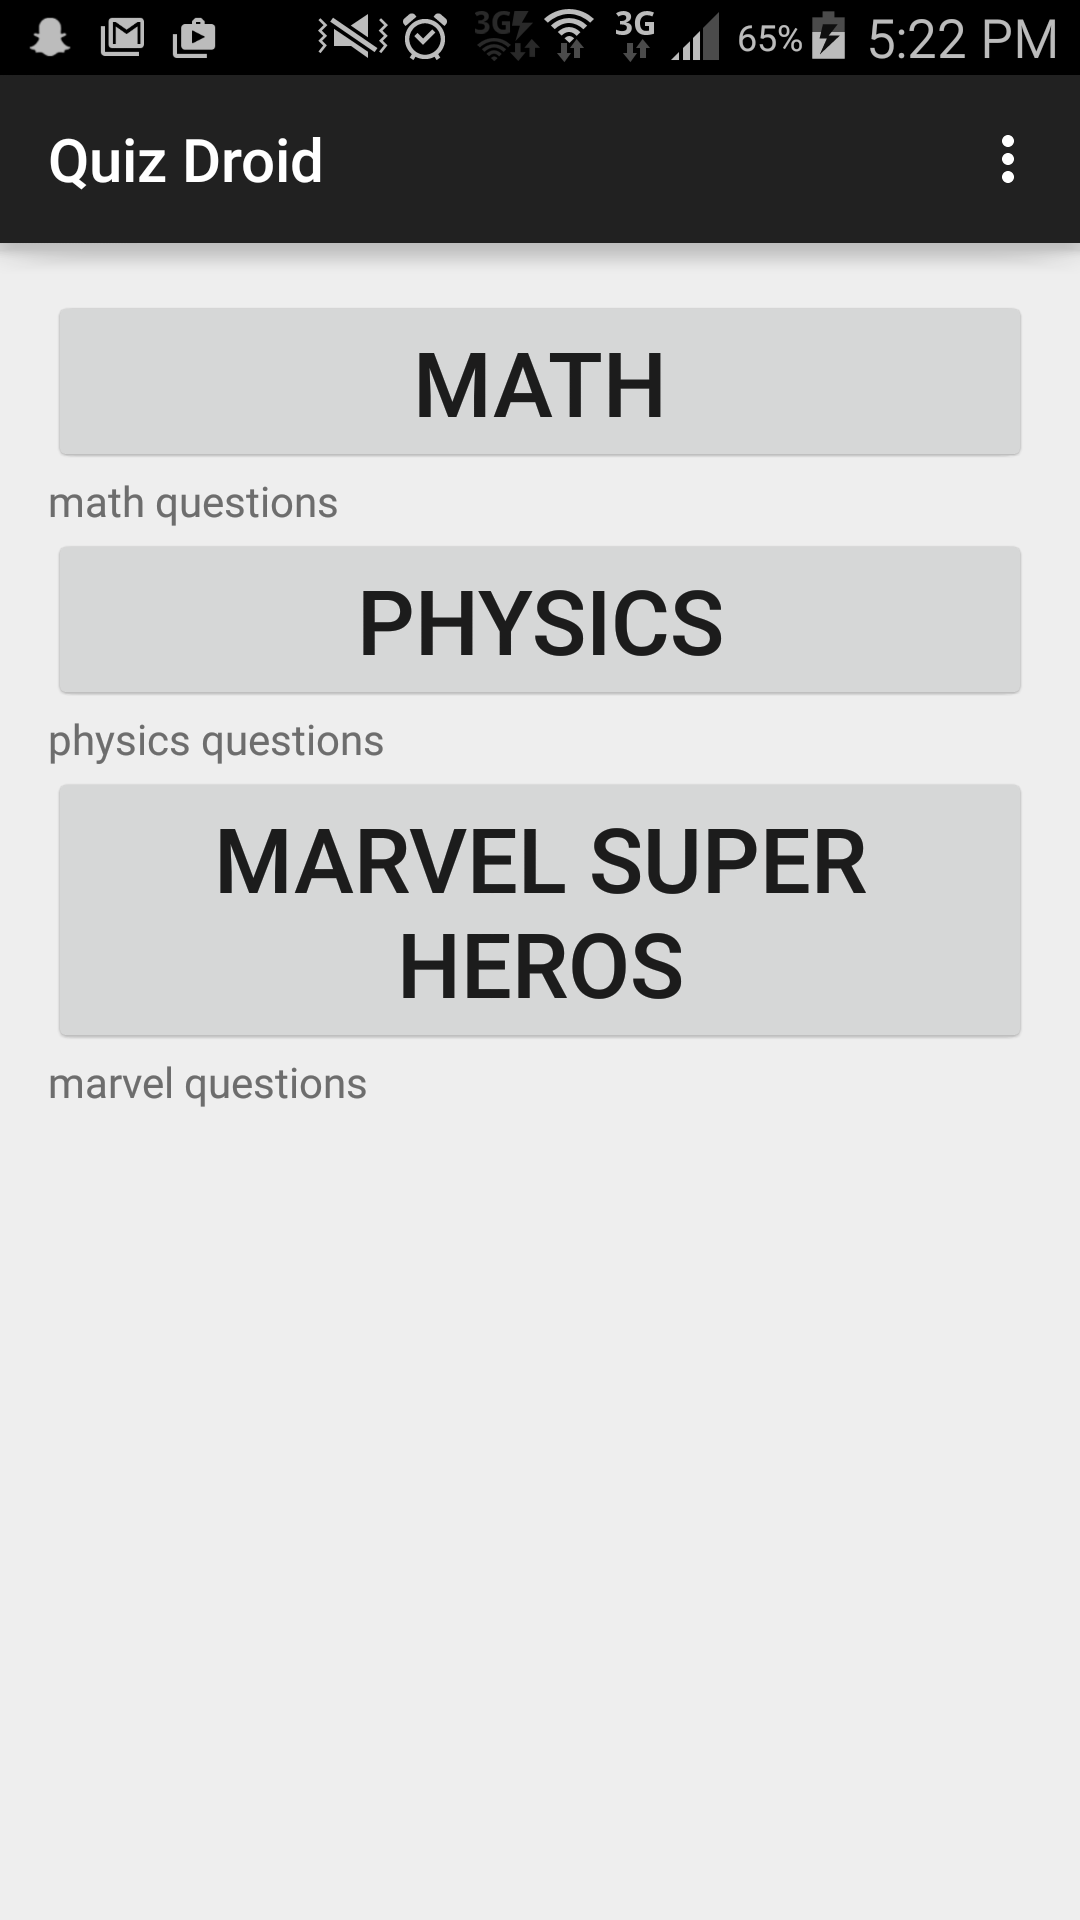 3G 3G 65% 5:22 PM
Quiz Droid
MATH
math questions
PHYSICS
physics questions
MARVEL SUPER
HEROS
marvel questions